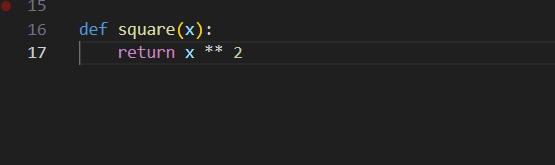 15
16 def square(x):
17     return x ** 2